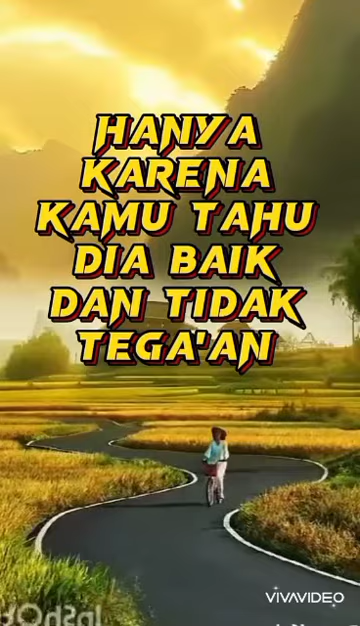 HANYA
KARENA
KAMU TAHU
DIA BAIK
DAN TIDAK
TEGA'AN
VIVAVIDEO